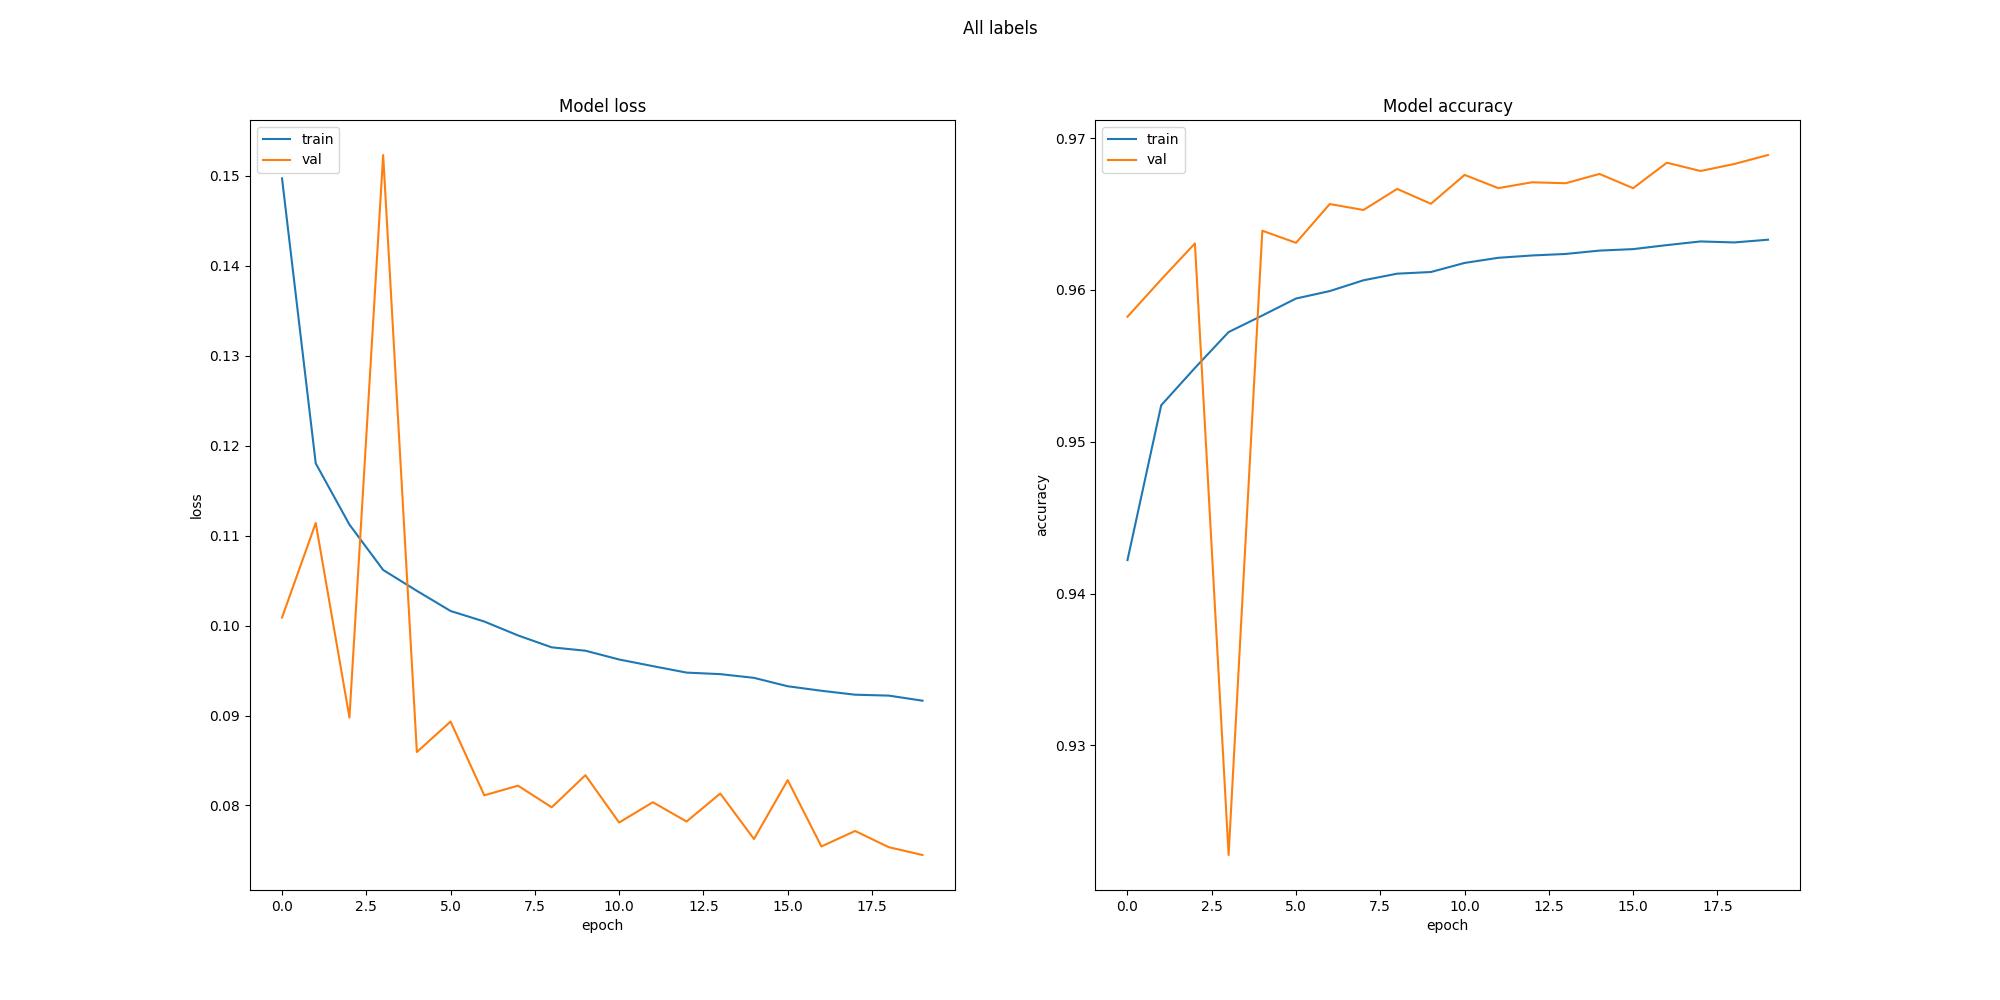 All labels
Model loss
train
val
0.15
0.14
0.13
0.12
0.11
0.10
0.09
0.08
loss
0.0 2.5 5.0 7.5 10.0 12.5 15.0 17.5
epoch
Model accuracy
train
val
0.97
0.96
0.95
0.94
0.93
accuracy
0.0 2.5 5.0 7.5 10.0 12.5 15.0 17.5
epoch